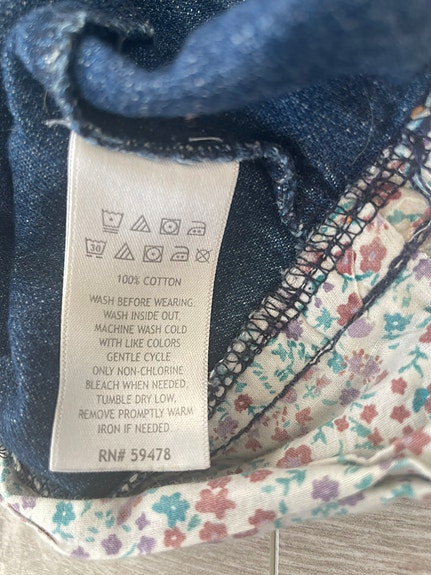 30
100% COTTON
WASH BEFORE WEARING.
WASH INSIDE OUT.
MACHINE WASH COLD
WITH LIKE COLORS
GENTLE CYCLE
ONLY NON-CHLORINE
BLEACH WHEN NEEDED,
TUMBLE DRY LOW,
REMOVE PROMPTLY WARM
IRON IF NEEDED
RN# 59478